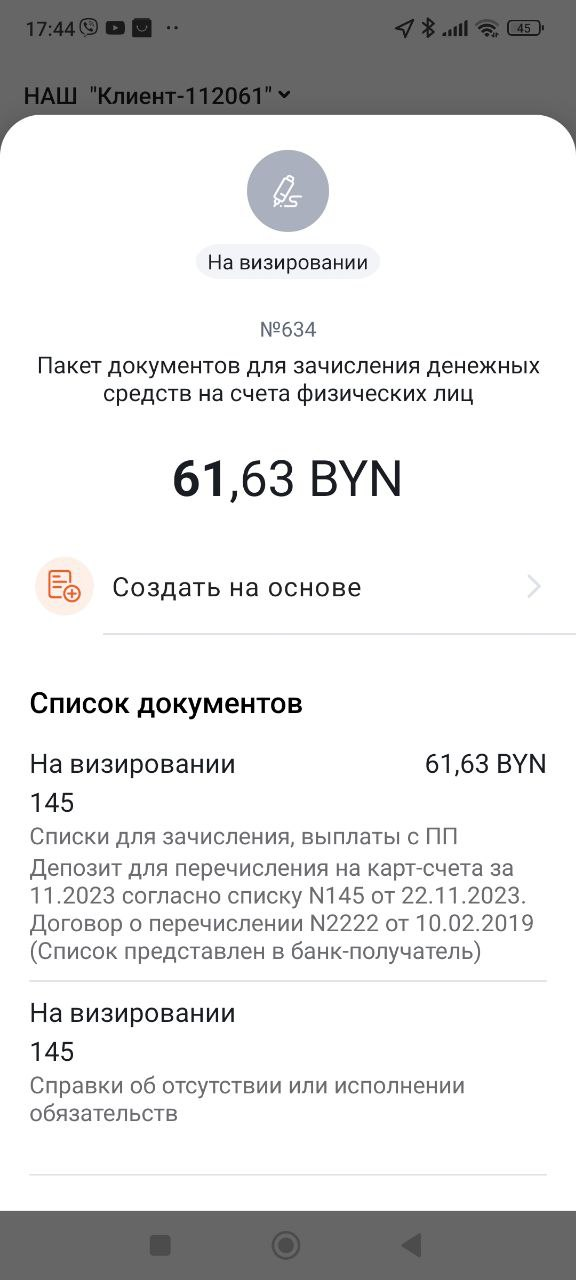 17:44
45
НАШ "Клиент-112061"
На визировании
№634
Пакет документов для зачисления денежных
средств на счета физических лиц
61,63 BYN
Создать на основе
Список документов
На визировании 61,63 BYN
145
Списки для зачисления, выплаты с ПП
Депозит для перечисления на карт-счета за
11.2023 согласно списку N145 от 22.11.2023.
Договор о перечислении N2222 от 10.02.2019
(Список представлен в банк-получатель)
На визировании
145
Справки об отсутствии или исполнении
обязательств